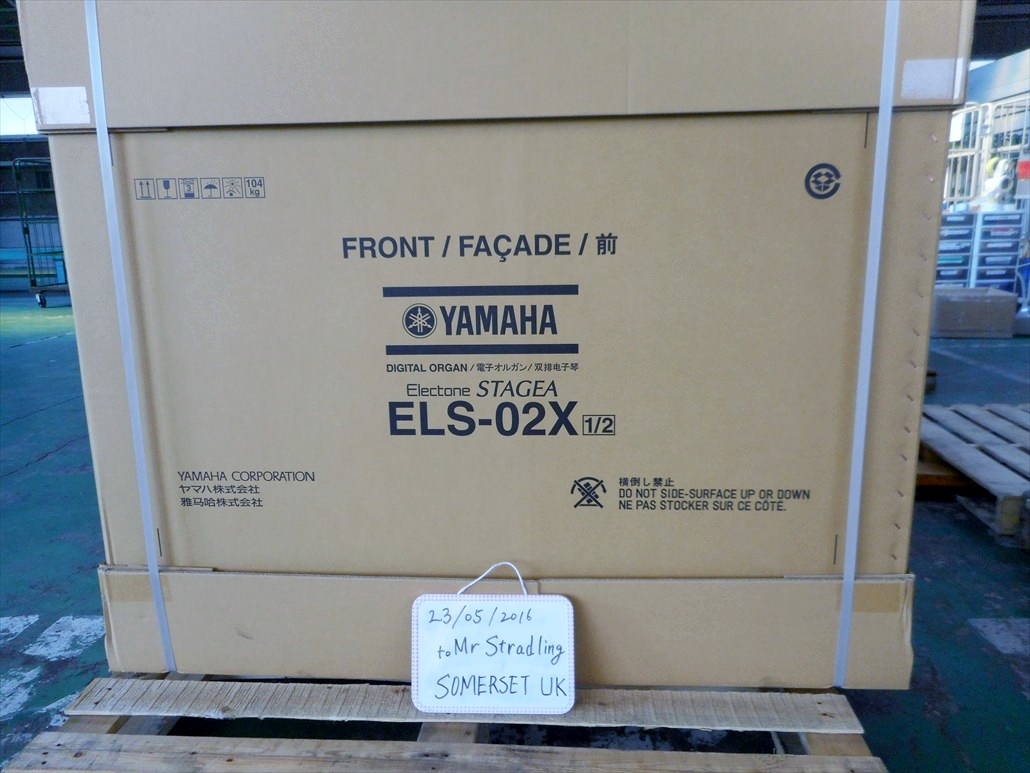 104
kg
3
FRONT / FAÇADE / 前
YAMAHA
DIGITAL ORGAN / 電子オルガン / 双排电子琴
Electone STAGEA
ELS-02X 1/2
YAMAHA CORPORATION
ヤマハ株式会社
雅马哈株式会社
横倒し禁止
DO NOT SIDE-SURFACE UP OR DOWN
NE PAS STOCKER SUR CE CÔTÉ.
23/05/2016
to Mr Stradling
SOMERSET UK